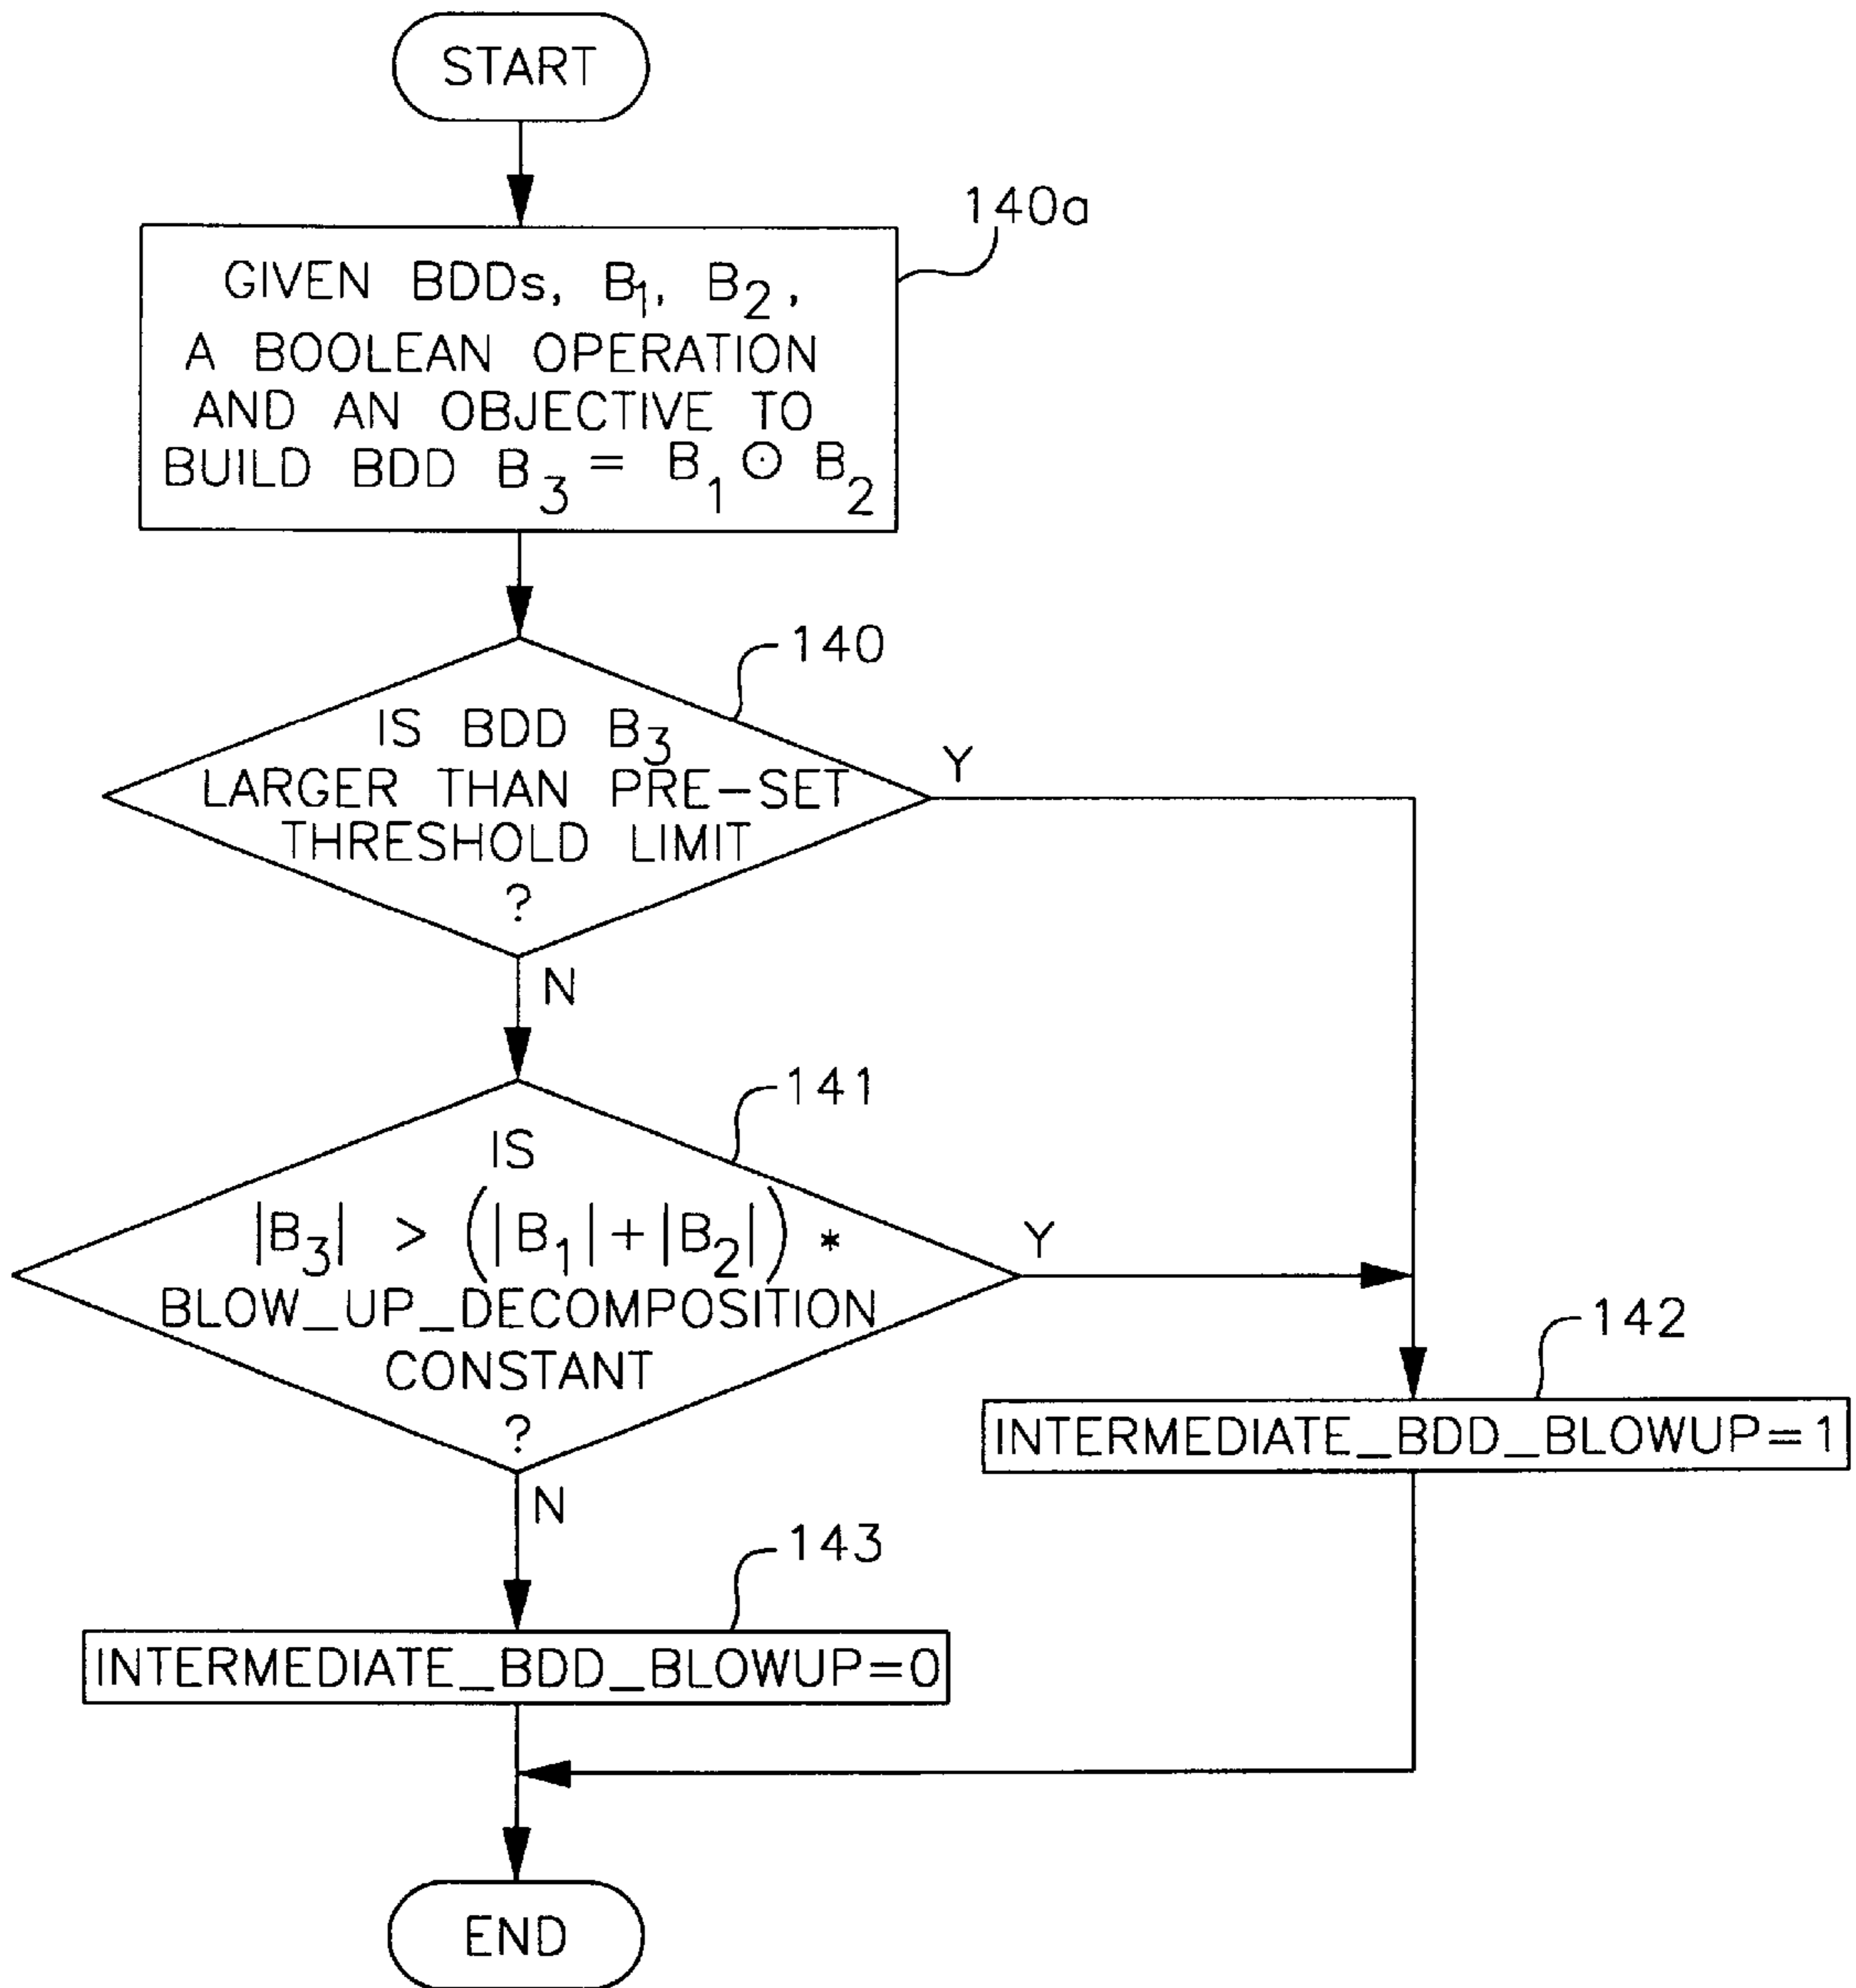 START
140a
GIVEN BDDs, B1, B2,
A BOOLEAN OPERATION
AND AN OBJECTIVE TO
BUILD BDD B3 = B1 ⊙ B2
140
IS BDD B3
LARGER THAN PRE-SET
THRESHOLD LIMIT
?
Y
N
141
IS
|B3| > (|B1|+|B2|) *
BLOW_UP_DECOMPOSITION
CONSTANT
?
Y
N
142
INTERMEDIATE_BDD_BLOWUP=1
143
INTERMEDIATE_BDD_BLOWUP=0
END